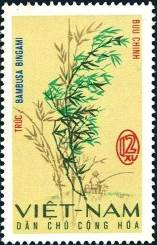 TRÚC / BAMBUSA BINGAMI
BƯU CHÍNH
12
XU
VIỆT-NAM
DÂN CHỦ CỘNG HÒA